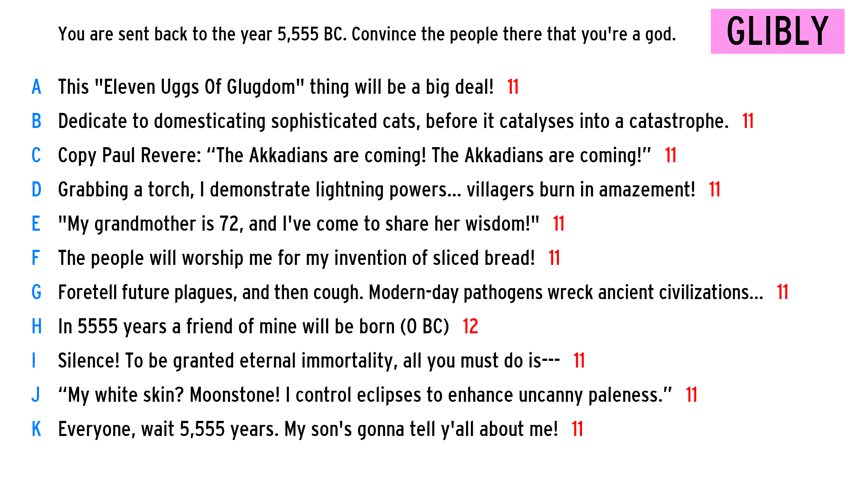 You are sent back to the year 5,555 BC. Convince the people there that you're a god.
GLIBLY
A This "Eleven Uggs Of Glugdom" thing will be a big deal! 11
B Dedicate to domesticating sophisticated cats, before it catalyses into a catastrophe. 11
C Copy Paul Revere: “The Akkadians are coming! The Akkadians are coming!” 11
D Grabbing a torch, I demonstrate lightning powers... villagers burn in amazement! 11
E "My grandmother is 72, and I've come to share her wisdom!" 11
F The people will worship me for my invention of sliced bread! 11
G Foretell future plagues, and then cough. Modern-day pathogens wreck ancient civilizations... 11
H In 5555 years a friend of mine will be born (0 BC) 12
I Silence! To be granted eternal immortality, all you must do is--- 11
J “My white skin? Moonstone! I control eclipses to enhance uncanny paleness.” 11
K Everyone, wait 5,555 years. My son's gonna tell y'all about me! 11